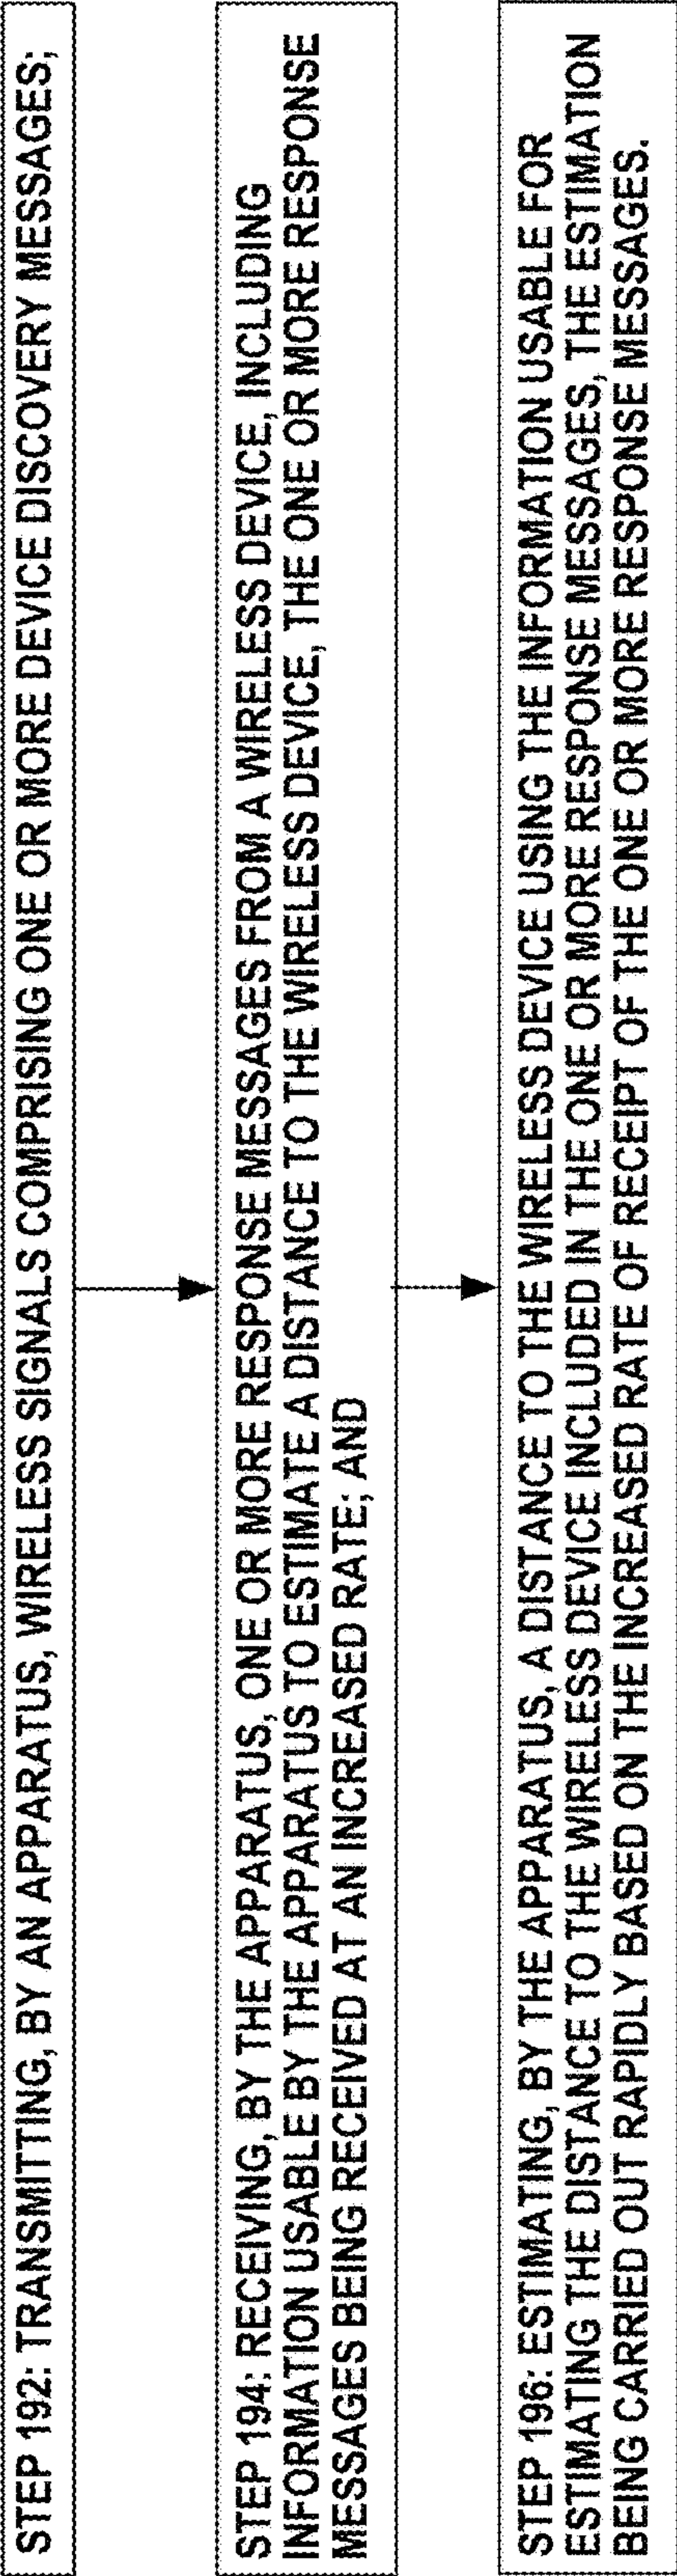 STEP 192: TRANSMITTING, BY AN APPARATUS, WIRELESS SIGNALS COMPRISING ONE OR MORE DEVICE DISCOVERY MESSAGES;
STEP 194: RECEIVING, BY THE APPARATUS, ONE OR MORE RESPONSE MESSAGES FROM A WIRELESS DEVICE, INCLUDING
INFORMATION USABLE BY THE APPARATUS TO ESTIMATE A DISTANCE TO THE WIRELESS DEVICE, THE ONE OR MORE RESPONSE
MESSAGES BEING RECEIVED AT AN INCREASED RATE; AND
STEP 196: ESTIMATING, BY THE APPARATUS, A DISTANCE TO THE WIRELESS DEVICE USING THE INFORMATION USABLE FOR
ESTIMATING THE DISTANCE TO THE WIRELESS DEVICE INCLUDED IN THE ONE OR MORE RESPONSE MESSAGES, THE ESTIMATION
BEING CARRIED OUT RAPIDLY BASED ON THE INCREASED RATE OF RECEIPT OF THE ONE OR MORE RESPONSE MESSAGES.